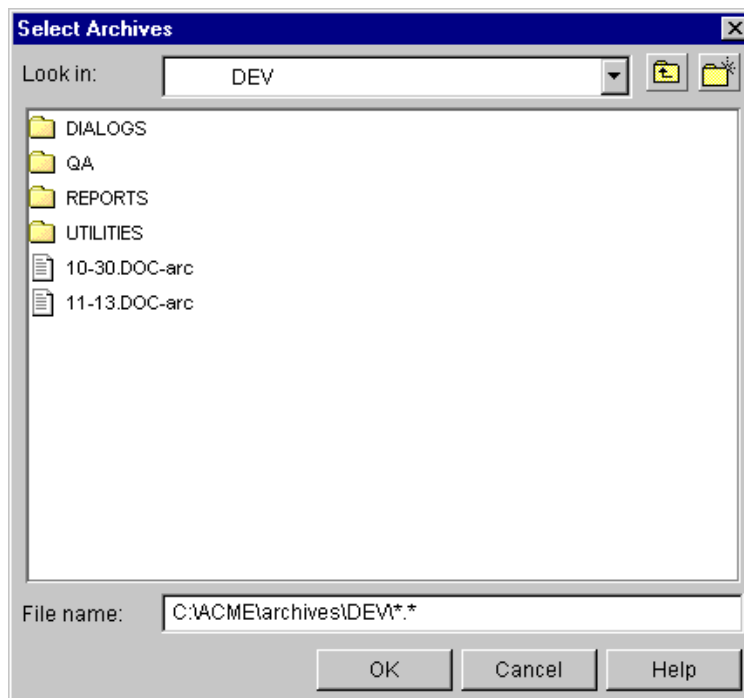 Select Archives
Look in: DEV
DIALOGS
QA
REPORTS
UTILITIES
10-30.DOC-arc
11-13.DOC-arc
File name: C:\ACME\archives\DEV\*.*
OK Cancel Help